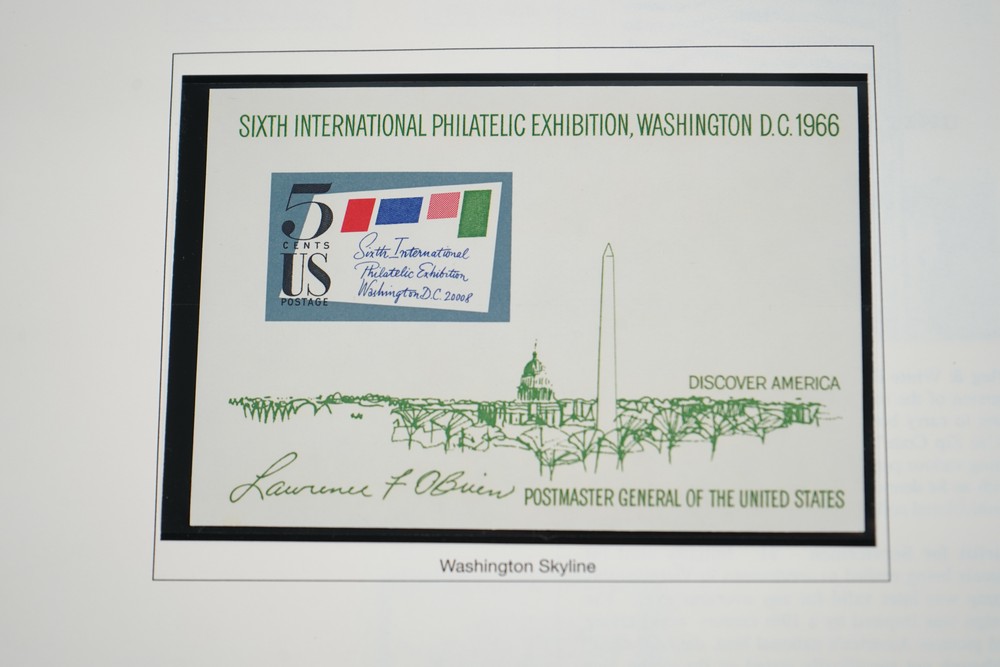 SIXTH INTERNATIONAL PHILATELIC EXHIBITION, WASHINGTON D.C. 1966
5
CENTS
US
POSTAGE
Sixth International
Philatelic Exhibition
Washington D.C. 20008
DISCOVER AMERICA
Lawrence F O'Brien
POSTMASTER GENERAL OF THE UNITED STATES
Washington Skyline